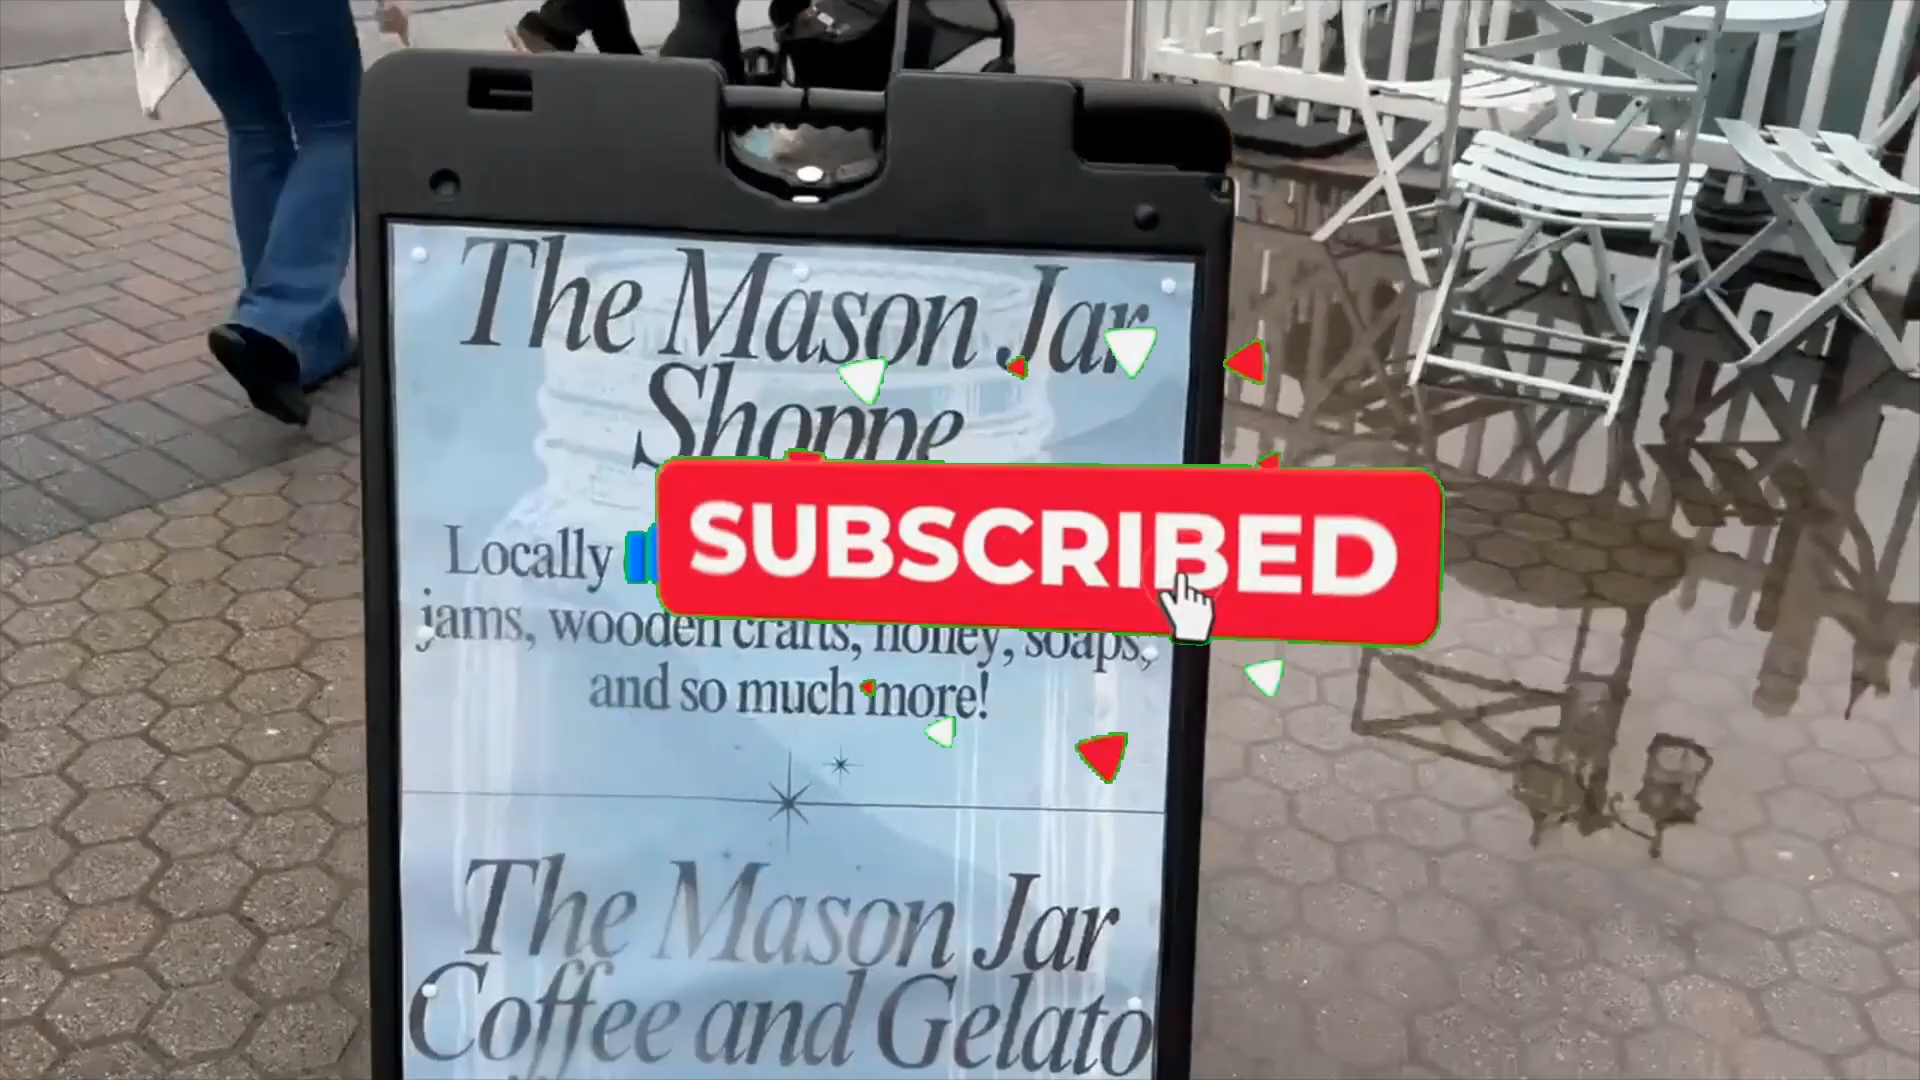 The Mason Jar
Shoppe
Locally
SUBSCRIBED
jams, wooden crafts, honey, soaps,
and so much more!
The Mason Jar
Coffee and Gelato